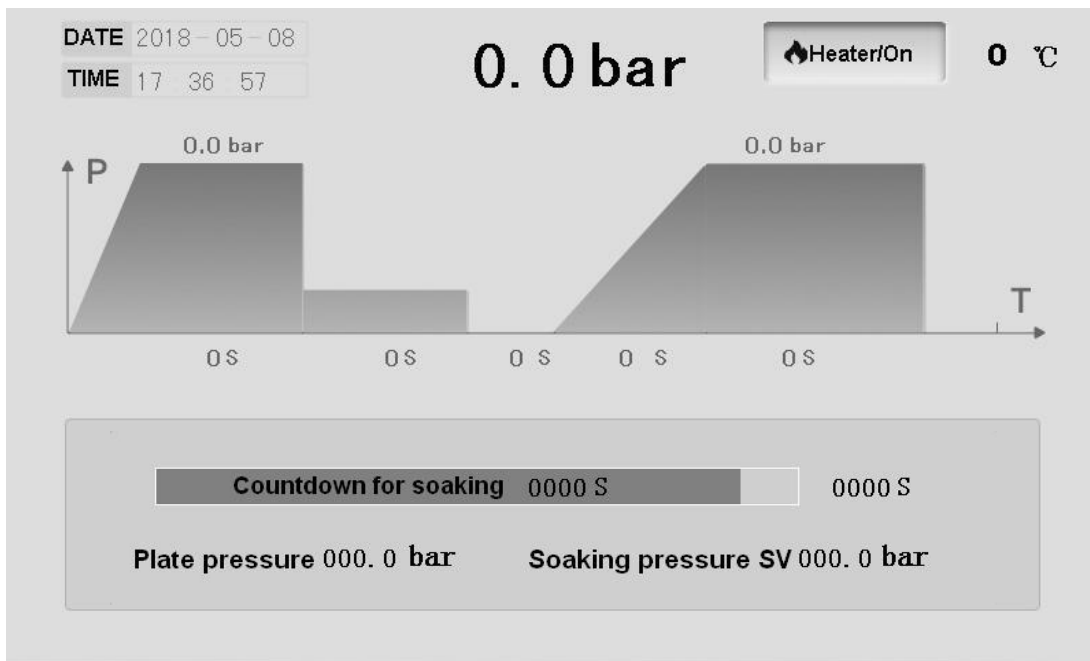 DATE 2018-05-08
TIME 17 36 57
0.0 bar
Heater/On
0 ℃
0.0 bar
0.0 bar
P
T
0 S
0 S
0 S
0 S
0 S
Countdown for soaking 0000 S
0000 S
Plate pressure 000.0 bar
Soaking pressure SV 000.0 bar